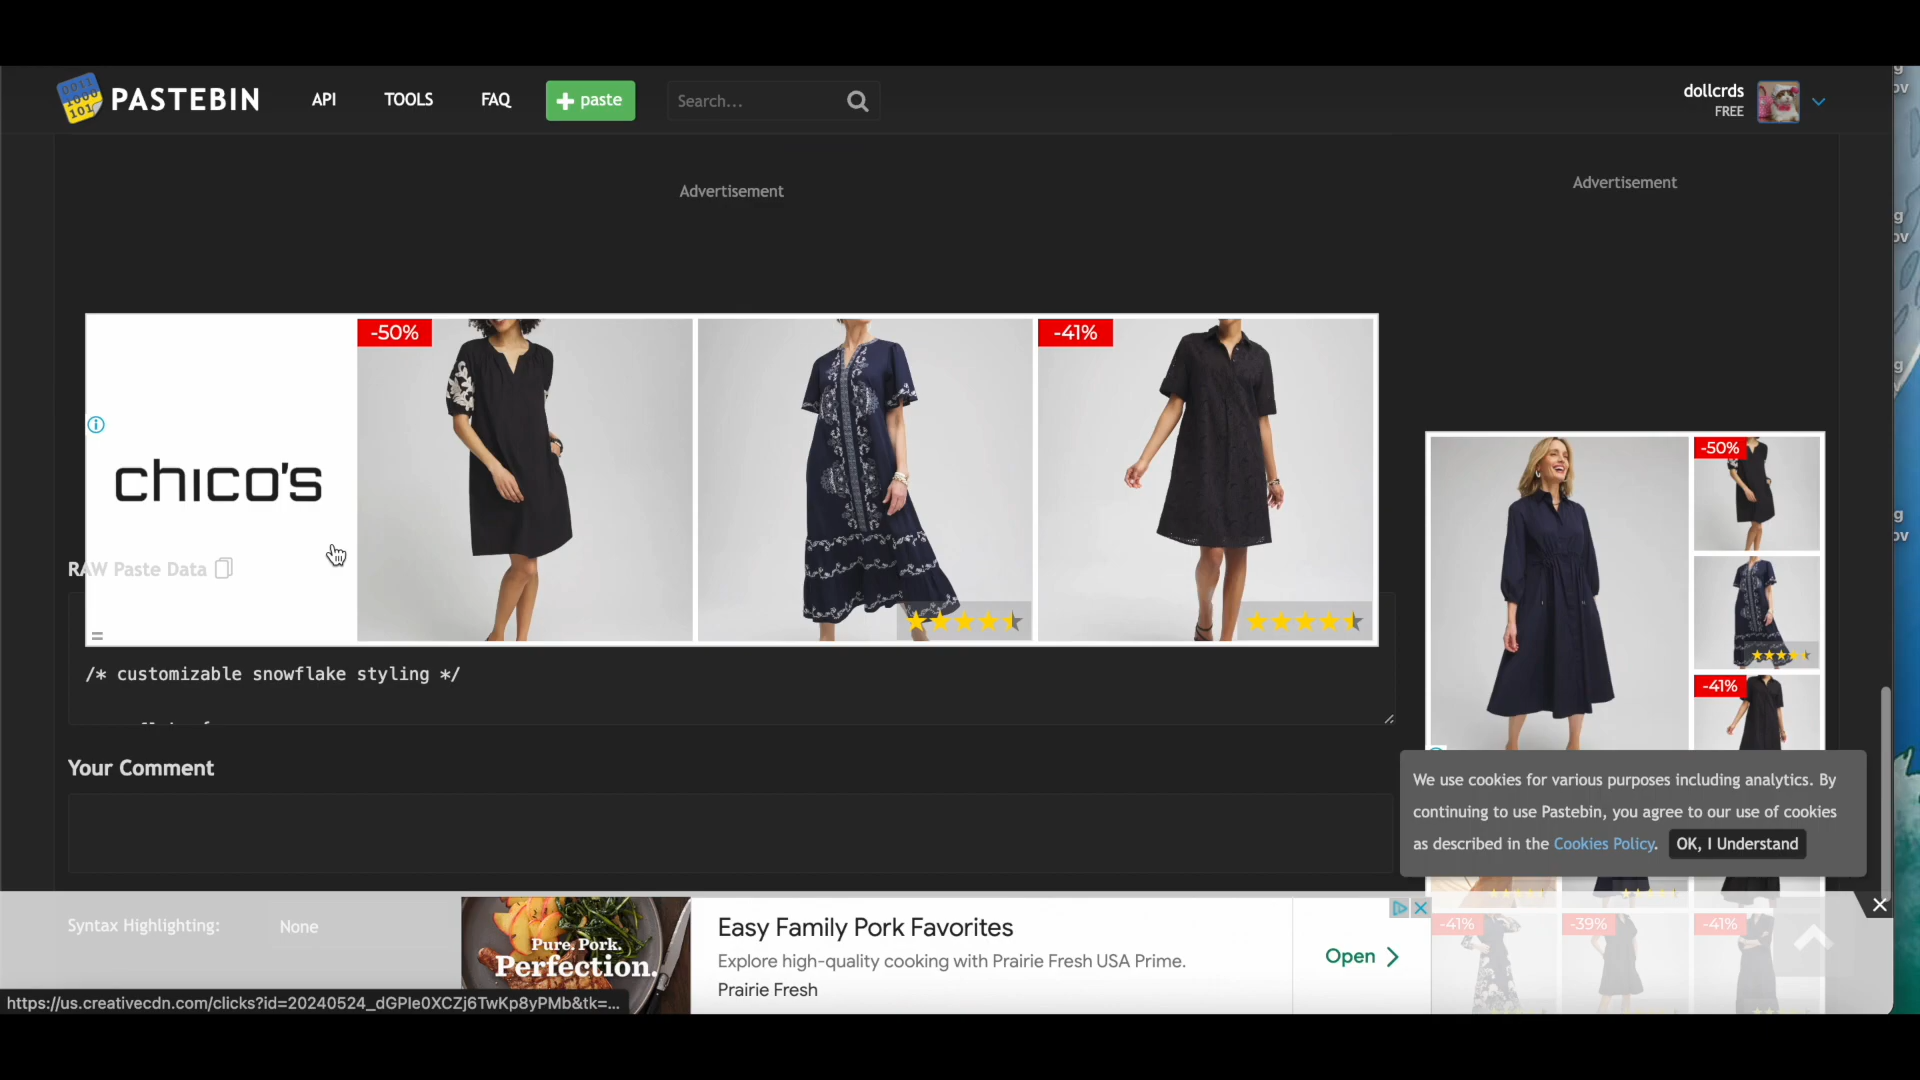 PASTEBIN
API
TOOLS
FAQ
+ paste
Search...
dollcrds
FREE
Advertisement
Advertisement
-50%
-41%
chico's
RAW Paste Data
/* customizable snowflake styling */
-50%
-41%
Your Comment
We use cookies for various purposes including analytics. By
continuing to use Pastebin, you agree to our use of cookies
as described in the Cookies Policy. OK, I Understand
Syntax Highlighting:
None
Pure. Pork.
Perfection.
Easy Family Pork Favorites
Explore high-quality cooking with Prairie Fresh USA Prime.
Prairie Fresh
Open
-41%
-39%
-41%
https://us.creativecdn.com/clicks?id=20240524_dGPIe0XCZj6TwKp8yPMb&tk=...